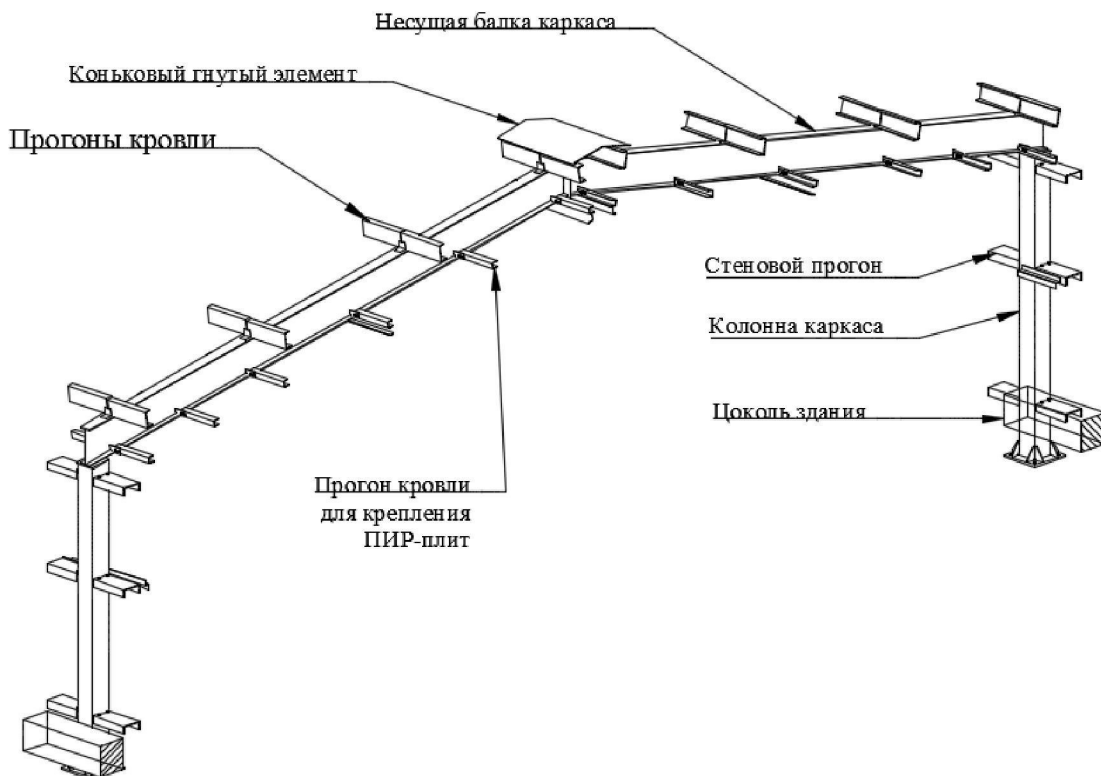 Несущая балка каркаса
Коньковый гнутый элемент
Прогоны кровли
Стеновой прогон
Колонна каркаса
Цоколь здания
Прогон кровли
для крепления
ПИР-плит